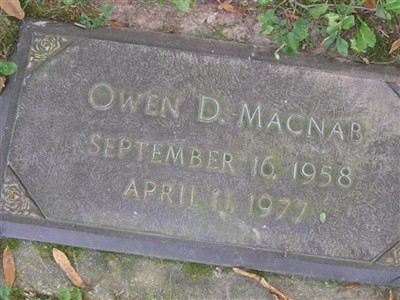 OWEN D. MACNAB
SEPTEMBER 16, 1958
APRIL 11, 1977